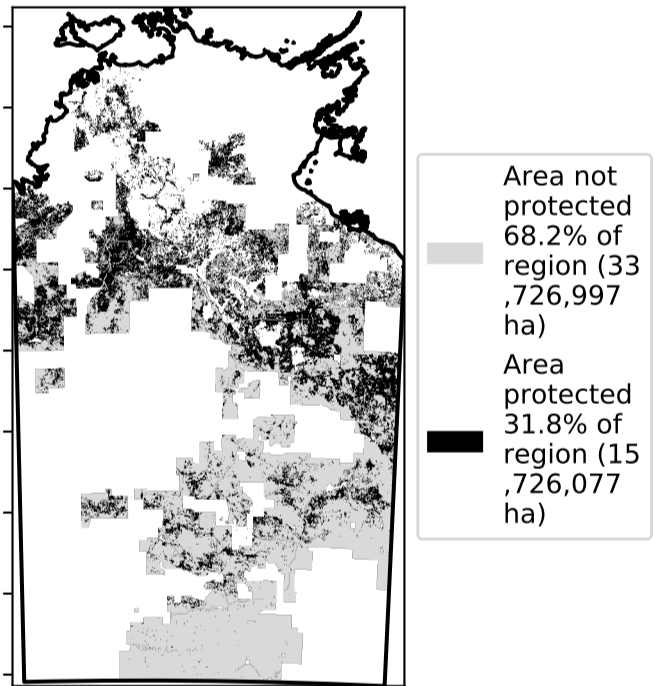 Area not
protected
68.2% of
region (33
,726,997
ha)
Area
protected
31.8% of
region (15
,726,077
ha)